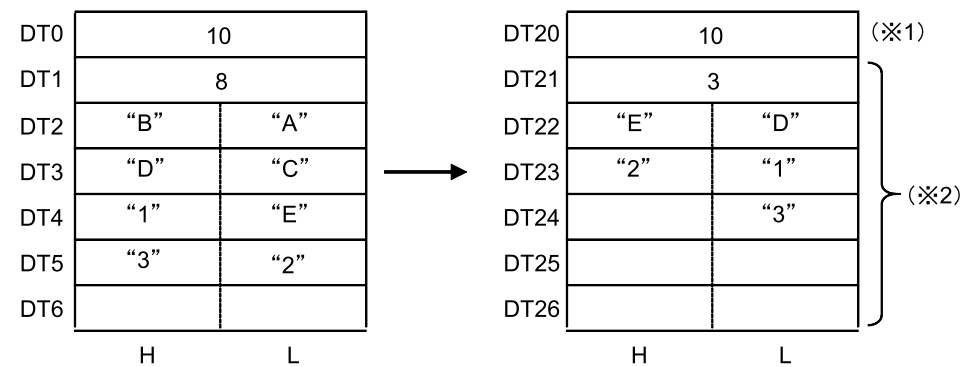 DT0 10 DT20 10 (※1)
DT1 8 DT21 3
DT2 “B” “A” DT22 “E” “D”
DT3 “D” “C” DT23 “2” “1”
DT4 “1” “E” DT24 “3”
(※2)
DT5 “3” “2” DT25
DT6 DT26
H L H L